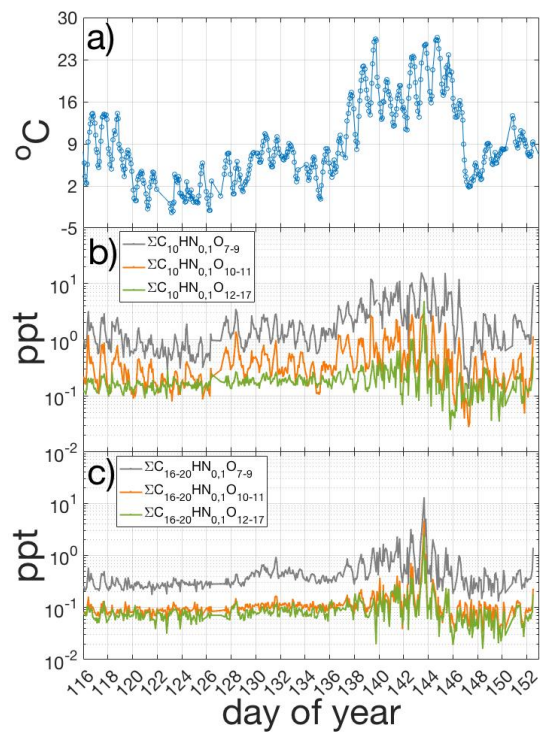 a)
30
23
16
9
2
-5
°C
b)
ΣC10HN0,1O7-9
ΣC10HN0,1O10-11
ΣC10HN0,1O12-17
10^1
10^0
10^-1
10^-2
ppt
c)
ΣC16-20HN0,1O7-9
ΣC16-20HN0,1O10-11
ΣC16-20HN0,1O12-17
10^1
10^0
10^-1
10^-2
ppt
116 118 120 122 124 126 128 130 132 134 136 138 140 142 144 146 148 150 152
day of year